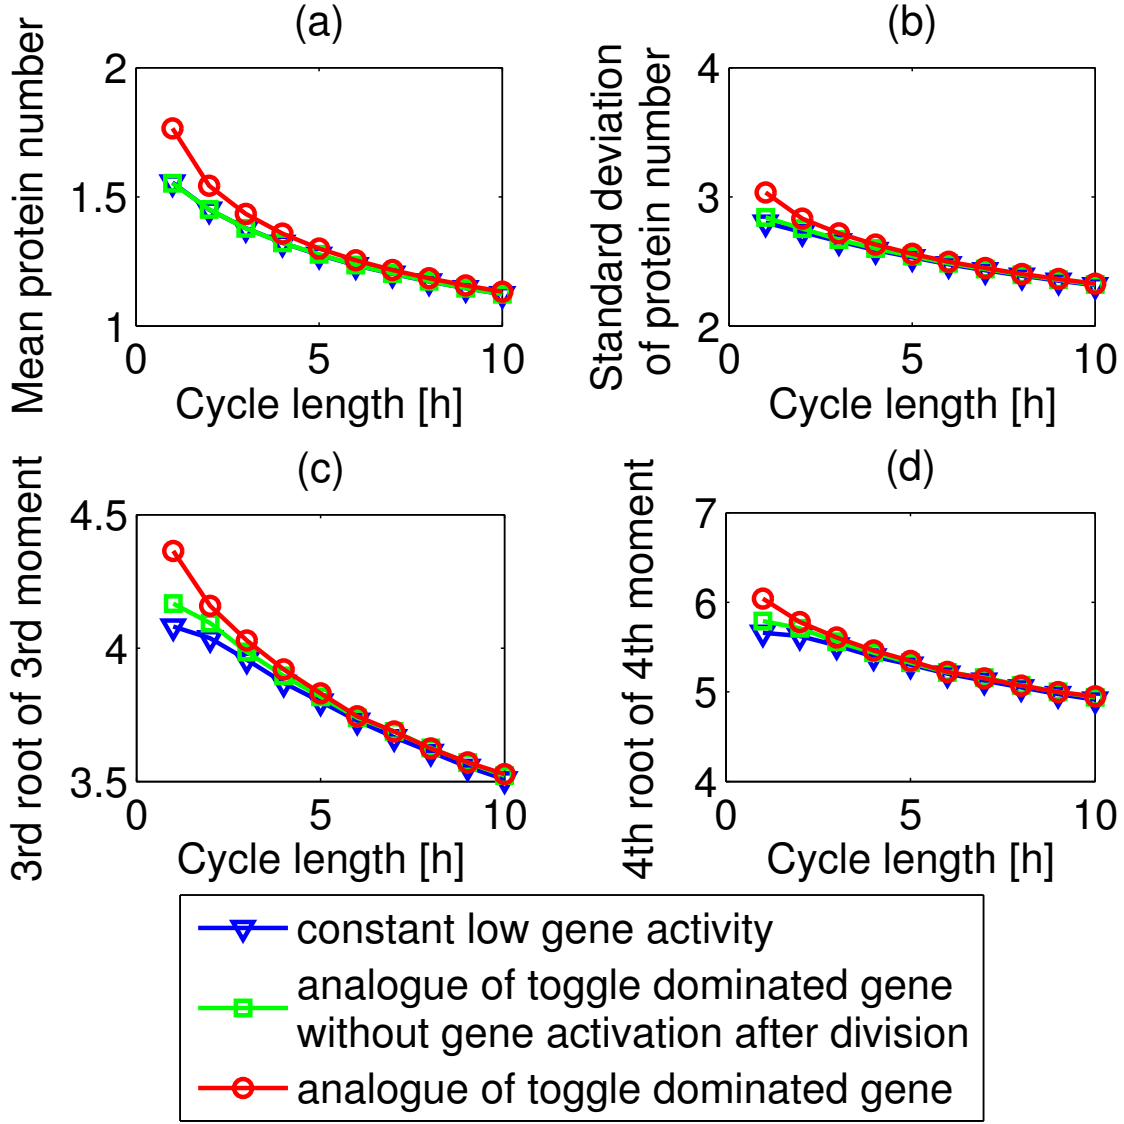 (a)
Mean protein number
2
1.5
1
0
5
10
Cycle length [h]
(b)
Standard deviation
of protein number
4
3
2
0
5
10
Cycle length [h]
(c)
3rd root of 3rd moment
4.5
4
3.5
0
5
10
Cycle length [h]
(d)
4th root of 4th moment
7
6
5
4
0
5
10
Cycle length [h]
constant low gene activity
analogue of toggle dominated gene
without gene activation after division
analogue of toggle dominated gene